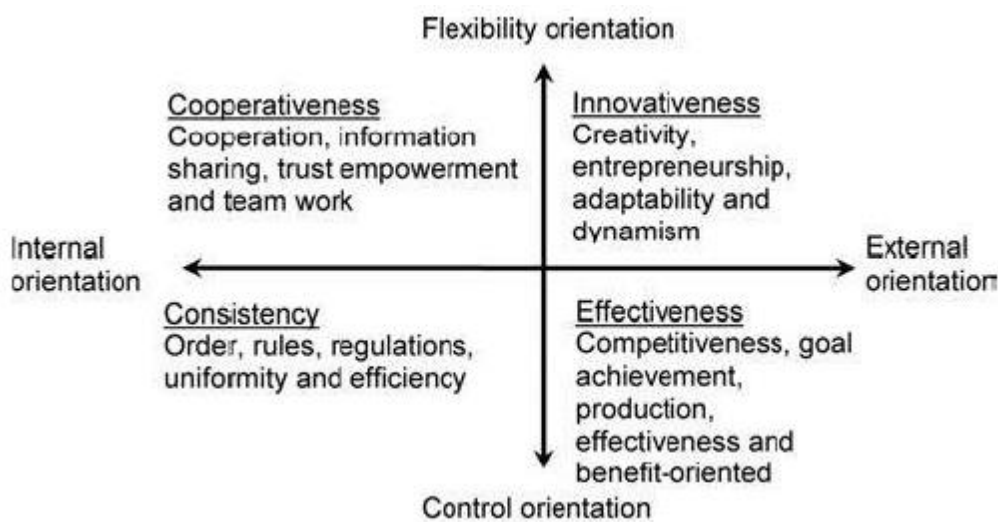 Flexibility orientation
Cooperativeness
Cooperation, information
sharing, trust empowerment
and team work
Innovativeness
Creativity,
entrepreneurship,
adaptability and
dynamism
Internal
orientation
External
orientation
Consistency
Order, rules, regulations,
uniformity and efficiency
Effectiveness
Competitiveness, goal
achievement,
production,
effectiveness and
benefit-oriented
Control orientation